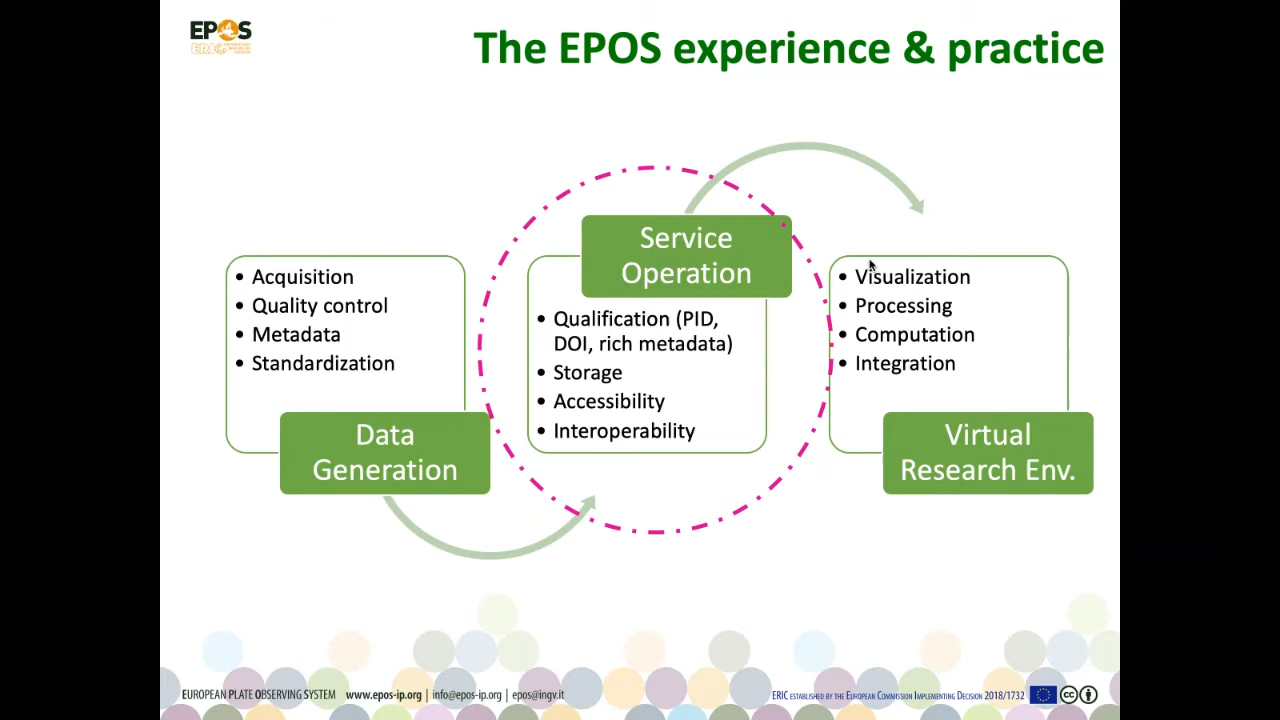 EPOS
ERIC
The EPOS experience & practice
• Acquisition
• Quality control
• Metadata
• Standardization
Data
Generation
Service
Operation
• Qualification (PID,
DOI, rich metadata)
• Storage
• Accessibility
• Interoperability
• Visualization
• Processing
• Computation
• Integration
Virtual
Research Env.
EUROPEAN PLATE OBSERVING SYSTEM www.epos-ip.org | info@epos-ip.org | epos@ingv.it
ERIC ESTABLISHED BY THE EUROPEAN COMMISSION IMPLEMENTING DECISION 2018/1732
cc